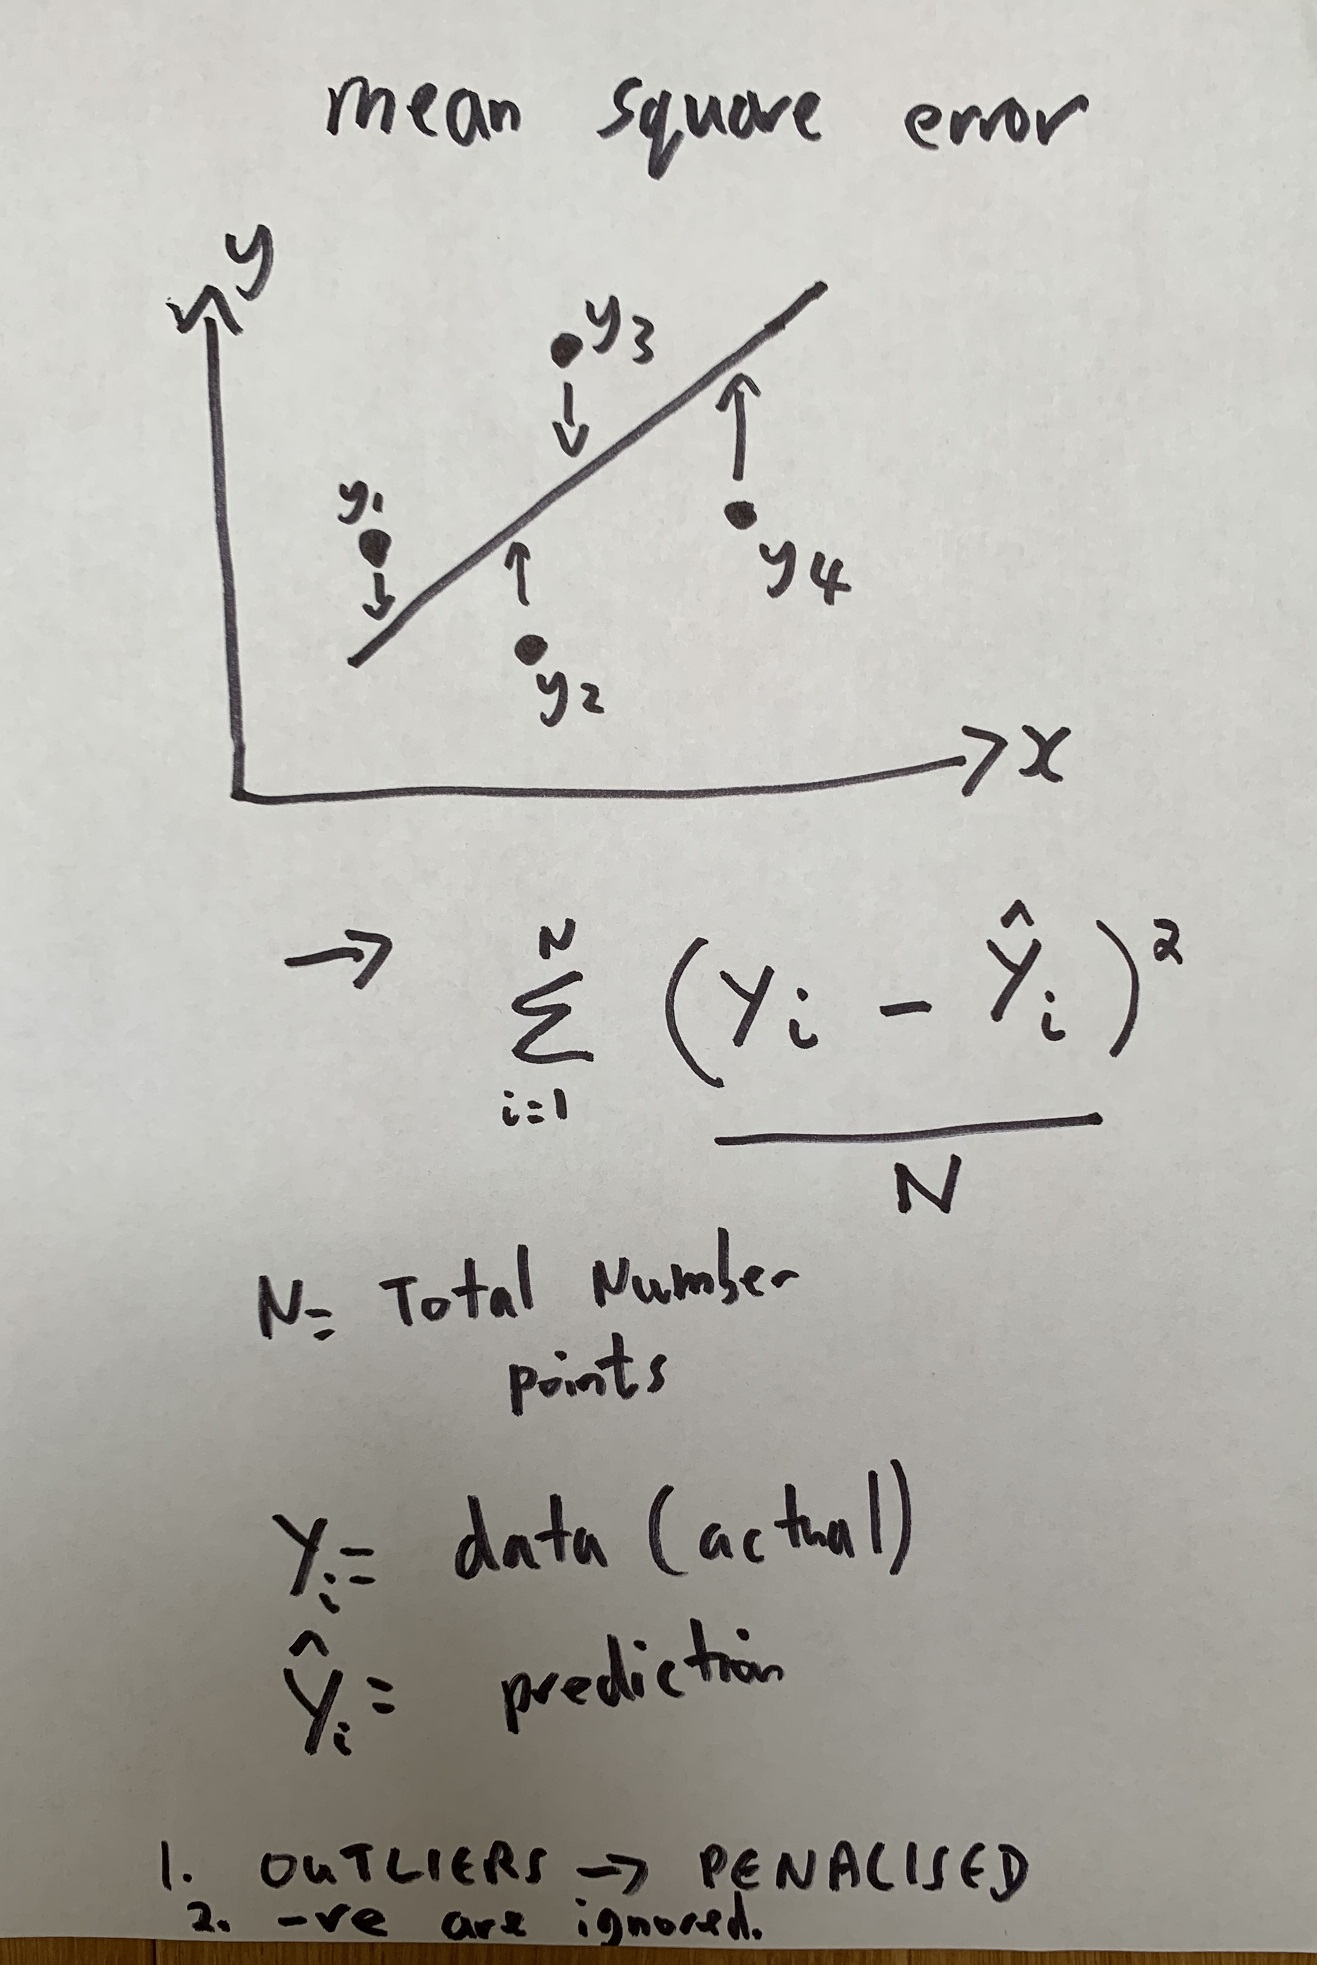 mean square error
y
y3
y1
y4
y2
x
→ N
Σ (Yi - Ŷi)²
i=1
N
N= Total Number
points
Yi= data (actual)
Ŷi= prediction
1. OUTLIERS → PENALISED
2. -ve are ignored.